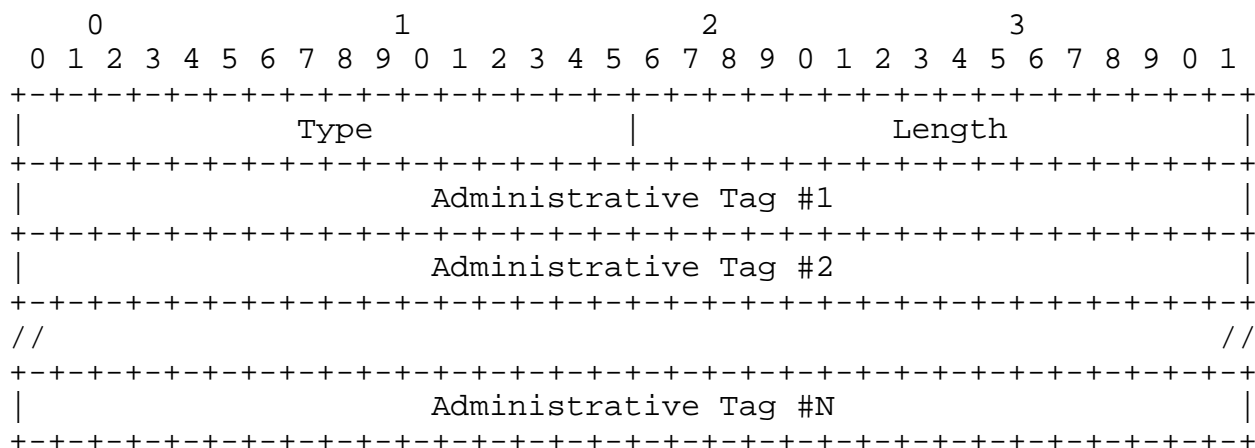 0                   1                   2                   3
 0 1 2 3 4 5 6 7 8 9 0 1 2 3 4 5 6 7 8 9 0 1 2 3 4 5 6 7 8 9 0 1
+-+-+-+-+-+-+-+-+-+-+-+-+-+-+-+-+-+-+-+-+-+-+-+-+-+-+-+-+-+-+-+-+
|              Type             |             Length            |
+-+-+-+-+-+-+-+-+-+-+-+-+-+-+-+-+-+-+-+-+-+-+-+-+-+-+-+-+-+-+-+-+
|                     Administrative Tag #1                     |
+-+-+-+-+-+-+-+-+-+-+-+-+-+-+-+-+-+-+-+-+-+-+-+-+-+-+-+-+-+-+-+-+
|                     Administrative Tag #2                     |
+-+-+-+-+-+-+-+-+-+-+-+-+-+-+-+-+-+-+-+-+-+-+-+-+-+-+-+-+-+-+-+-+
//                                                             //
+-+-+-+-+-+-+-+-+-+-+-+-+-+-+-+-+-+-+-+-+-+-+-+-+-+-+-+-+-+-+-+-+
|                     Administrative Tag #N                     |
+-+-+-+-+-+-+-+-+-+-+-+-+-+-+-+-+-+-+-+-+-+-+-+-+-+-+-+-+-+-+-+-+